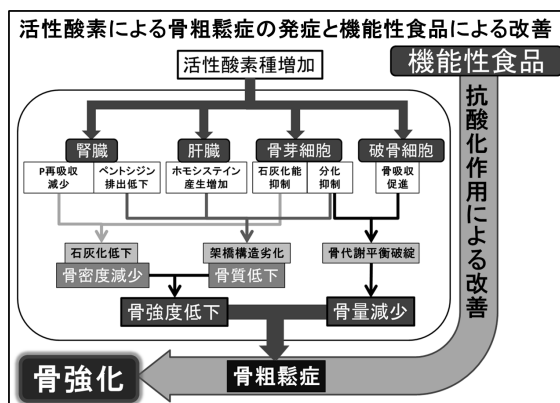 活性酸素による骨粗鬆症の発症と機能性食品による改善
活性酸素種増加
機能性食品
抗酸化作用による改善
腎臓
肝臓
骨芽細胞
破骨細胞
P再吸収
減少
ペントシジン
排出低下
ホモシステイン
産生増加
石灰化能
抑制
分化
抑制
骨吸収
促進
石灰化低下
骨密度減少
架橋構造劣化
骨質低下
骨代謝平衡破綻
骨強度低下
骨量減少
骨強化
骨粗鬆症